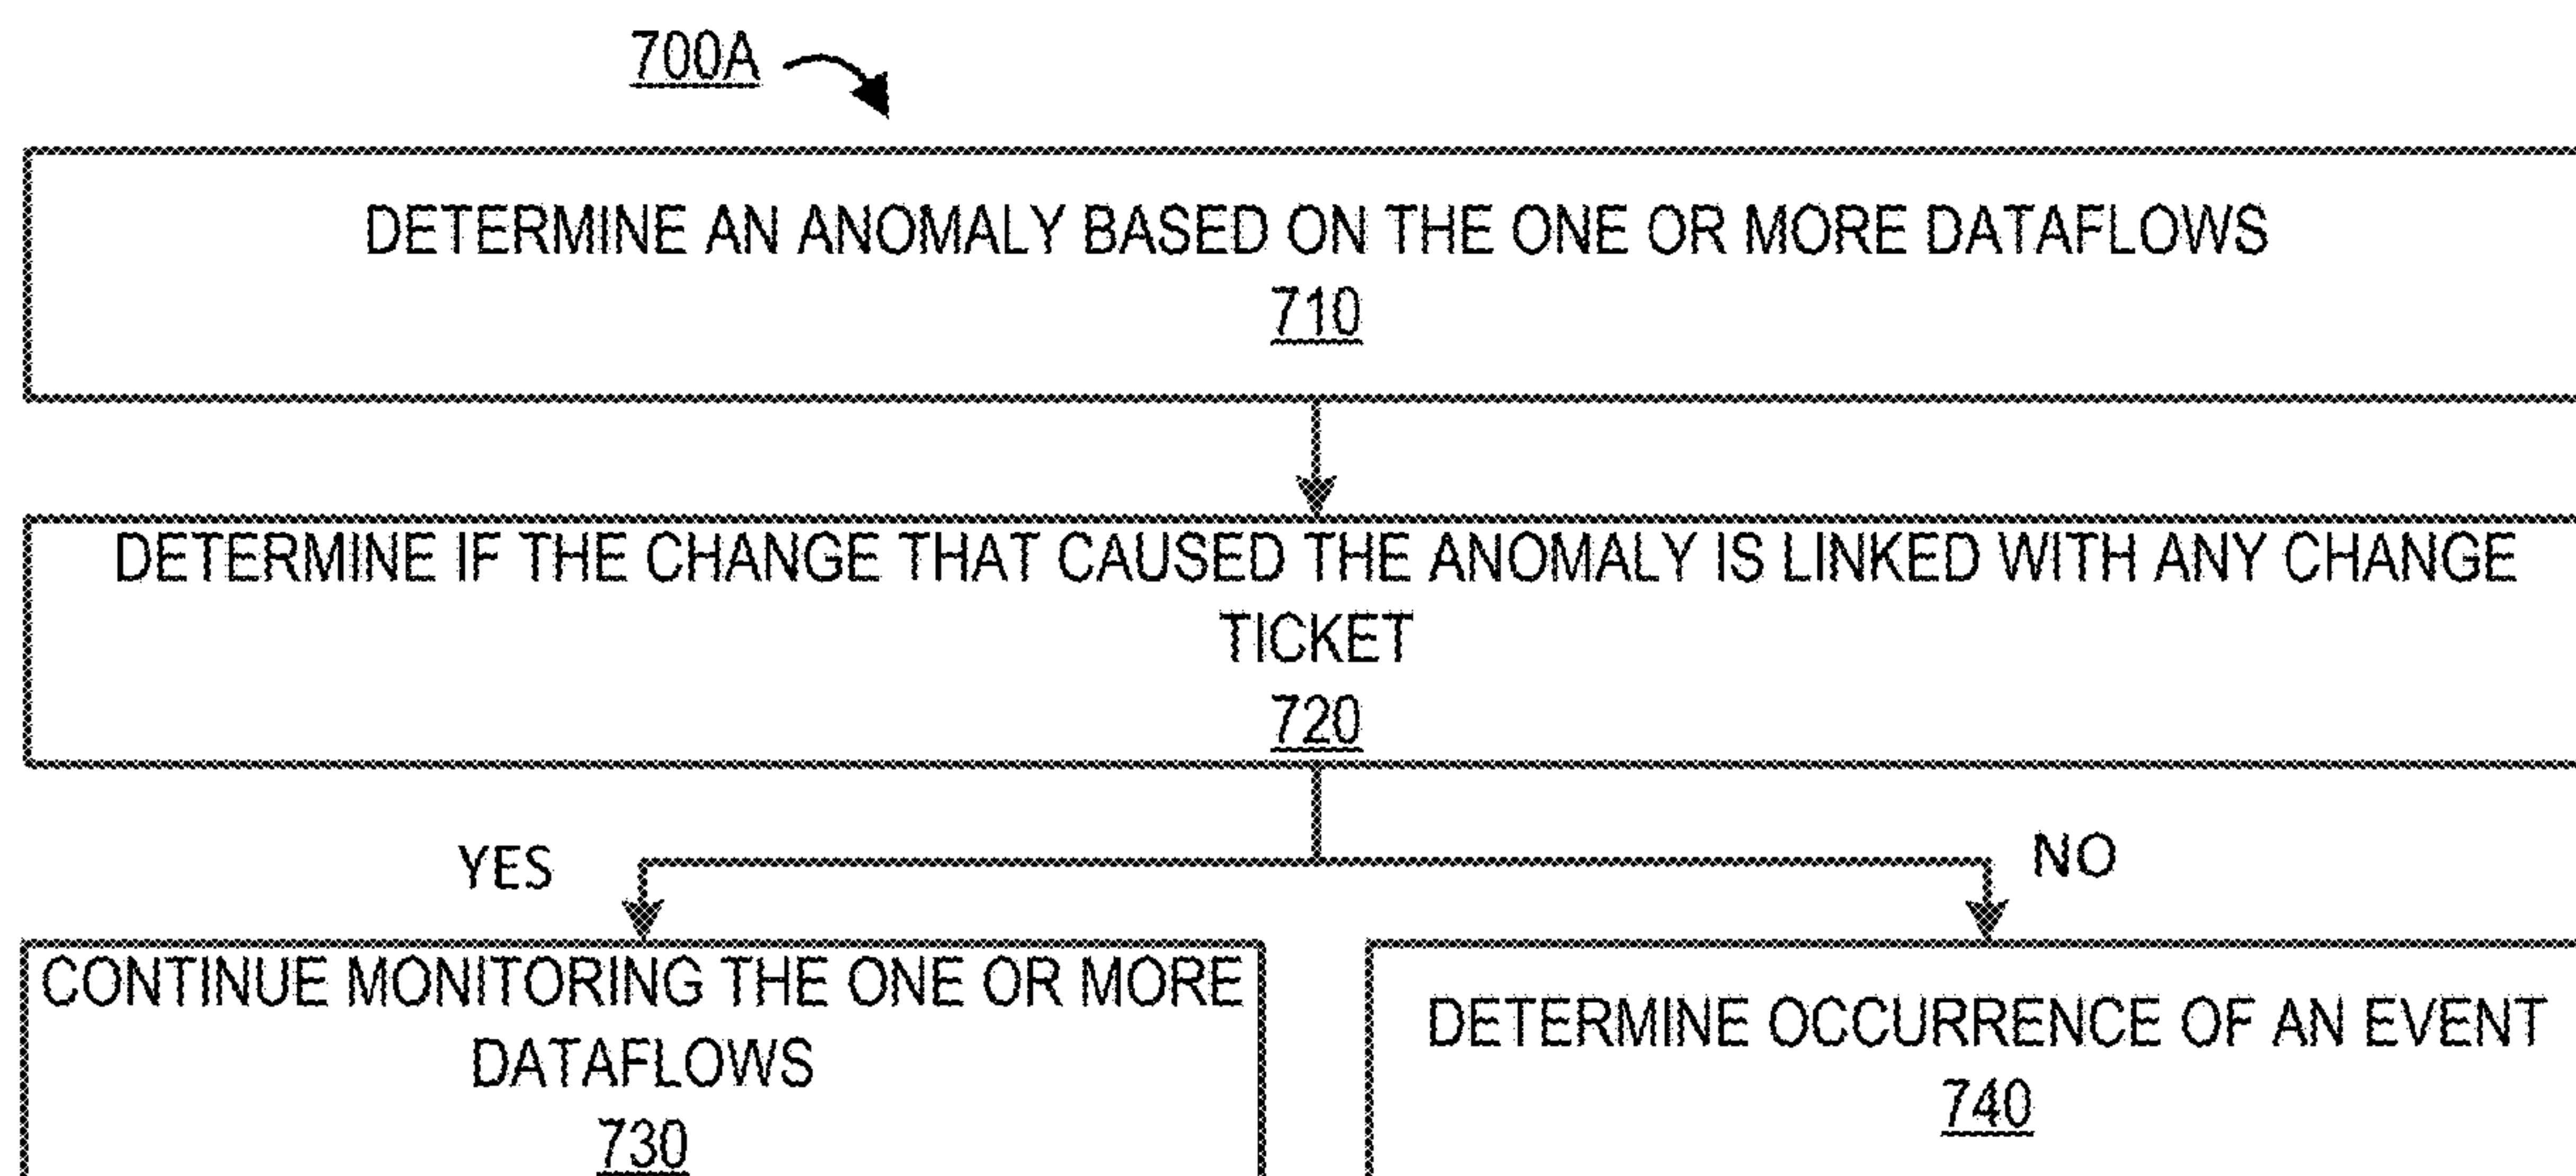 700A
DETERMINE AN ANOMALY BASED ON THE ONE OR MORE DATAFLOWS
710
DETERMINE IF THE CHANGE THAT CAUSED THE ANOMALY IS LINKED WITH ANY CHANGE
TICKET
720
YES
NO
CONTINUE MONITORING THE ONE OR MORE
DATAFLOWS
730
DETERMINE OCCURRENCE OF AN EVENT
740